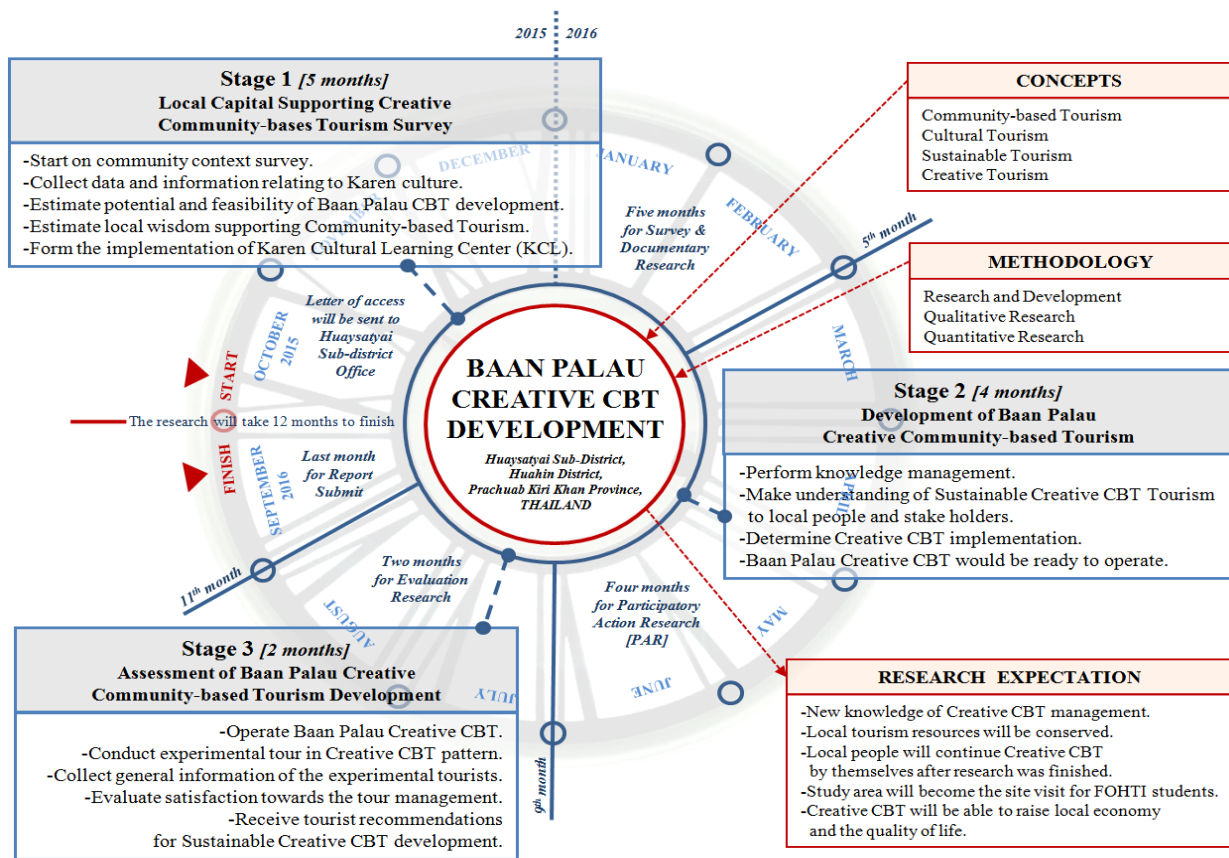 2015 2016
Stage 1 [5 months]
Local Capital Supporting Creative
Community-bases Tourism Survey
-Start on community context survey.
-Collect data and information relating to Karen culture.
-Estimate potential and feasibility of Baan Palau CBT development.
-Estimate local wisdom supporting Community-based Tourism.
-Form the implementation of Karen Cultural Learning Center (KCL).
CONCEPTS
Community-based Tourism
Cultural Tourism
Sustainable Tourism
Creative Tourism
METHODOLOGY
Research and Development
Qualitative Research
Quantitative Research
OCTOBER
2015
NOVEMBER
DECEMBER
JANUARY
FEBRUARY
MARCH
APRIL
MAY
JUNE
JULY
AUGUST
SEPTEMBER
2016
Five months
for Survey &
Documentary
Research
5th month
Letter of access
will be sent to
Huaysatyai
Sub-district
Office
START
The research will take 12 months to finish
FINISH
Last month
for Report
Submit
BAAN PALAU
CREATIVE CBT
DEVELOPMENT
Huaysatyai Sub-District,
Huahin District,
Prachuab Kiri Khan Province,
THAILAND
Stage 2 [4 months]
Development of Baan Palau
Creative Community-based Tourism
-Perform knowledge management.
-Make understanding of Sustainable Creative CBT Tourism
to local people and stake holders.
-Determine Creative CBT implementation.
-Baan Palau Creative CBT would be ready to operate.
11th month
Two months
for Evaluation
Research
Four months
for Participatory
Action Research
[PAR]
9th month
Stage 3 [2 months]
Assessment of Baan Palau Creative
Community-based Tourism Development
-Operate Baan Palau Creative CBT.
-Conduct experimental tour in Creative CBT pattern.
-Collect general information of the experimental tourists.
-Evaluate satisfaction towards the tour management.
-Receive tourist recommendations
for Sustainable Creative CBT development.
RESEARCH EXPECTATION
-New knowledge of Creative CBT management.
-Local tourism resources will be conserved.
-Local people will continue Creative CBT
by themselves after research was finished.
-Study area will become the site visit for FOHTI students.
-Creative CBT will be able to raise local economy
and the quality of life.